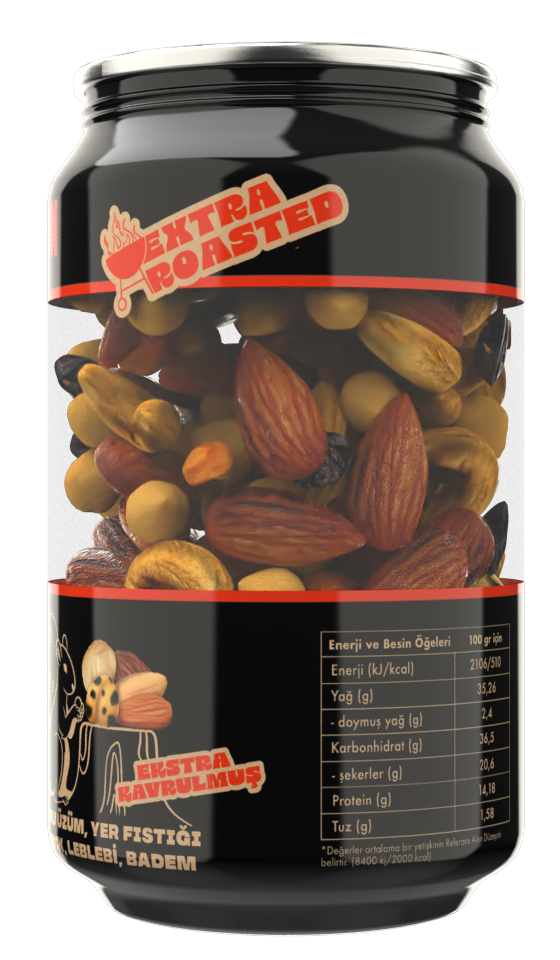 EXTRA
ROASTED
Enerji ve Besin Öğeleri 100 gr için
Enerji (kJ/kcal) 2106/510
Yağ (g) 35,26
- doymuş yağ (g) 2,4
Karbonhidrat (g) 36,5
- şekerler (g) 20,6
Protein (g) 14,18
Tuz (g) 1,58
*Değerler ortalama bir yetişkinin Referans Alım Düzeyini
belirtir. (8400 kj/2000 kcal)
EKSTRA
KAVRULMUŞ
ÜZÜM, YER FISTIĞI
LEBLEBİ, BADEM